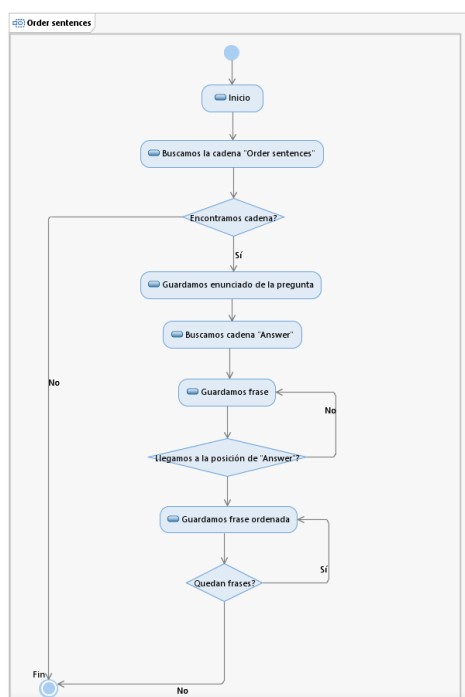 Order sentences
Inicio
Buscamos la cadena "Order sentences"
Encontramos cadena?
Sí
Guardamos enunciado de la pregunta
Buscamos cadena "Answer"
No
Guardamos frase
No
Llegamos a la posición de "Answer"?
Guardamos frase ordenada
Sí
Quedan frases?
Fin
No